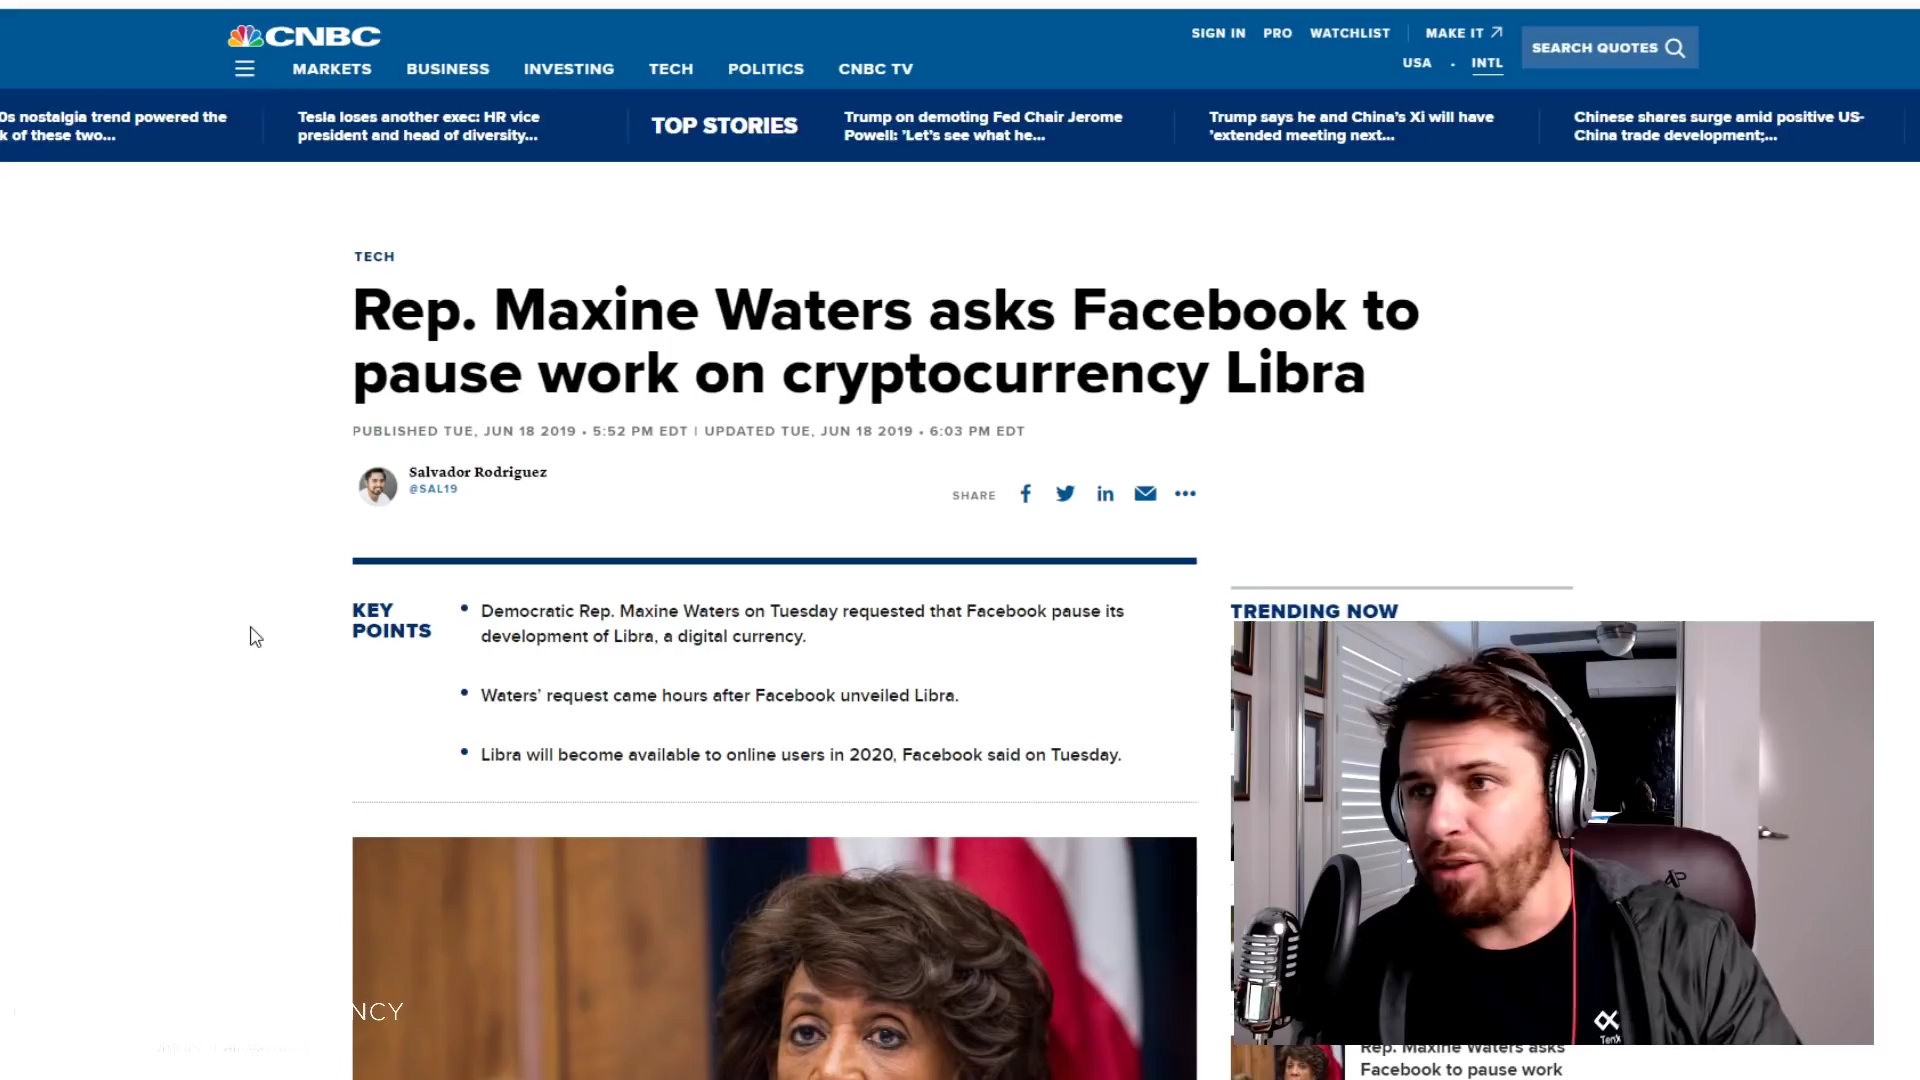 CNBC
SIGN IN PRO WATCHLIST MAKE IT
SEARCH QUOTES
USA · INTL
MARKETS BUSINESS INVESTING TECH POLITICS CNBC TV
0s nostalgia trend powered the
k of these two...
Tesla loses another exec: HR vice
president and head of diversity...
TOP STORIES
Trump on demoting Fed Chair Jerome
Powell: 'Let's see what he...
Trump says he and China's Xi will have
'extended meeting next...
Chinese shares surge amid positive US-
China trade development;...
TECH
Rep. Maxine Waters asks Facebook to
pause work on cryptocurrency Libra
PUBLISHED TUE, JUN 18 2019 • 5:52 PM EDT | UPDATED TUE, JUN 18 2019 • 6:03 PM EDT
Salvador Rodriguez
@SAL19
SHARE
KEY
POINTS
• Democratic Rep. Maxine Waters on Tuesday requested that Facebook pause its
development of Libra, a digital currency.
• Waters' request came hours after Facebook unveiled Libra.
• Libra will become available to online users in 2020, Facebook said on Tuesday.
TRENDING NOW
NCY
TenX
Rep. Maxine Waters asks
Facebook to pause work